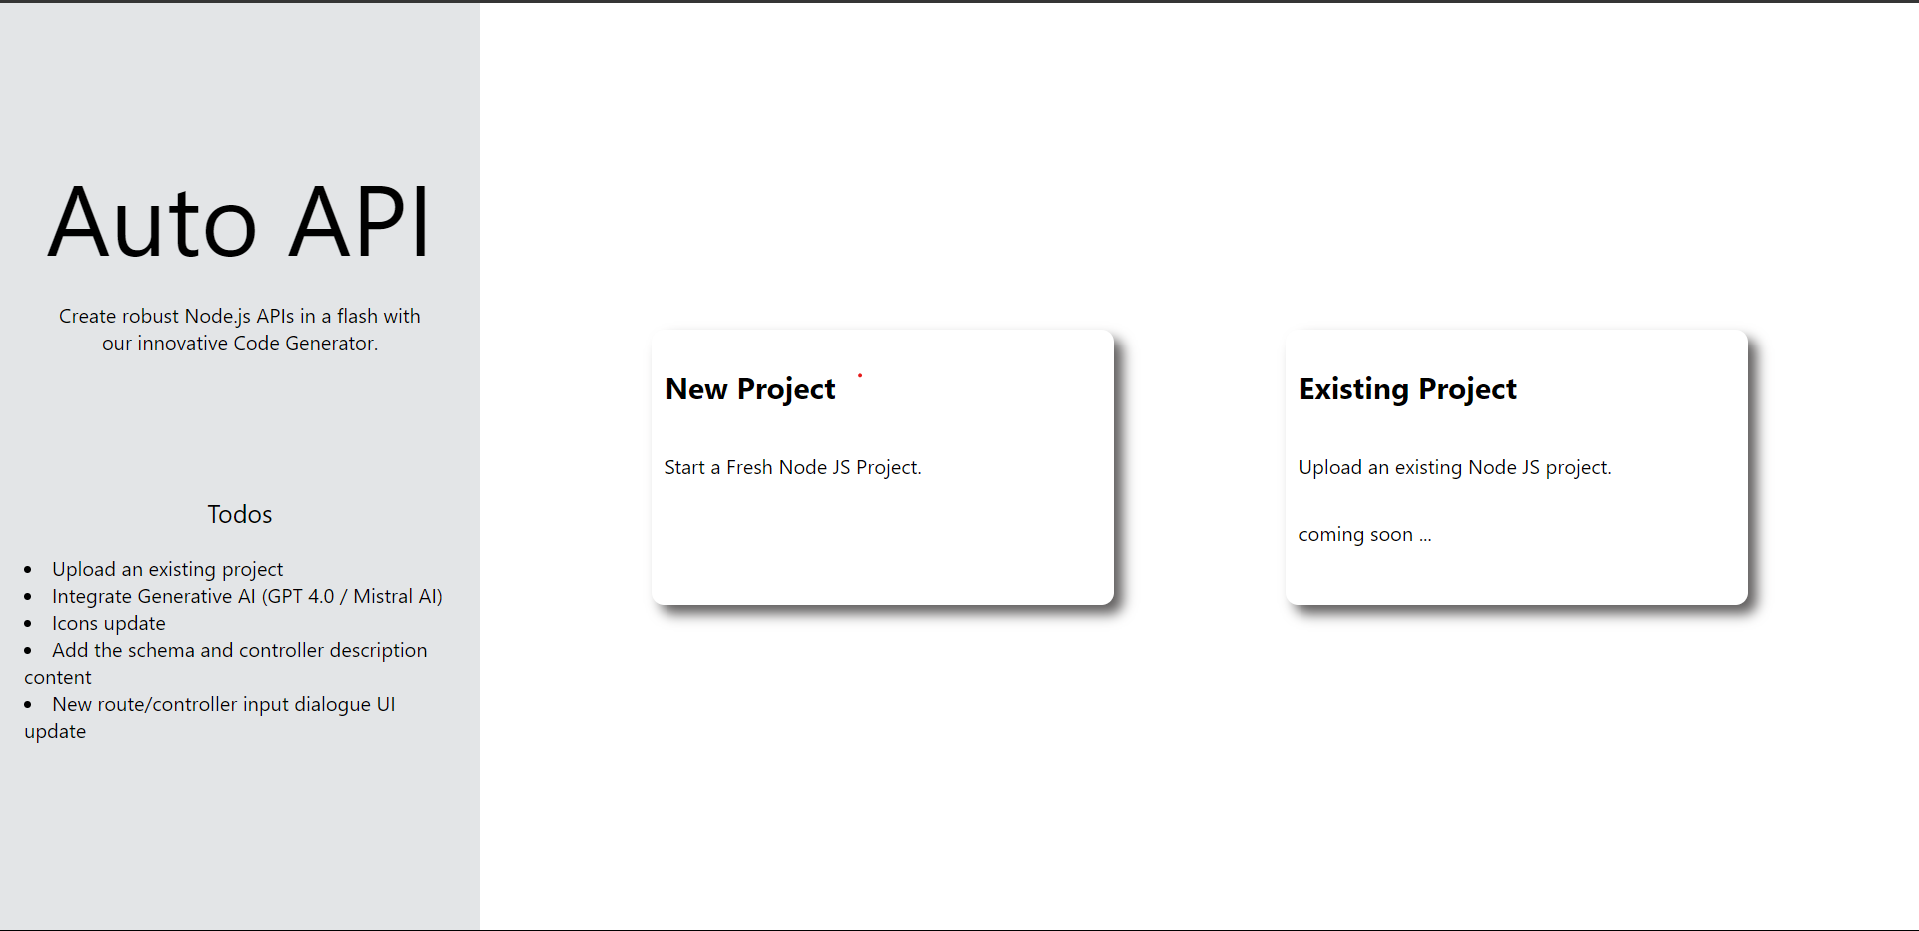 Auto API
Create robust Node.js APIs in a flash with
our innovative Code Generator.
Todos
• Upload an existing project
• Integrate Generative AI (GPT 4.0 / Mistral AI)
• Icons update
• Add the schema and controller description
content
• New route/controller input dialogue UI
update
New Project
Start a Fresh Node JS Project.
Existing Project
Upload an existing Node JS project.
coming soon ...